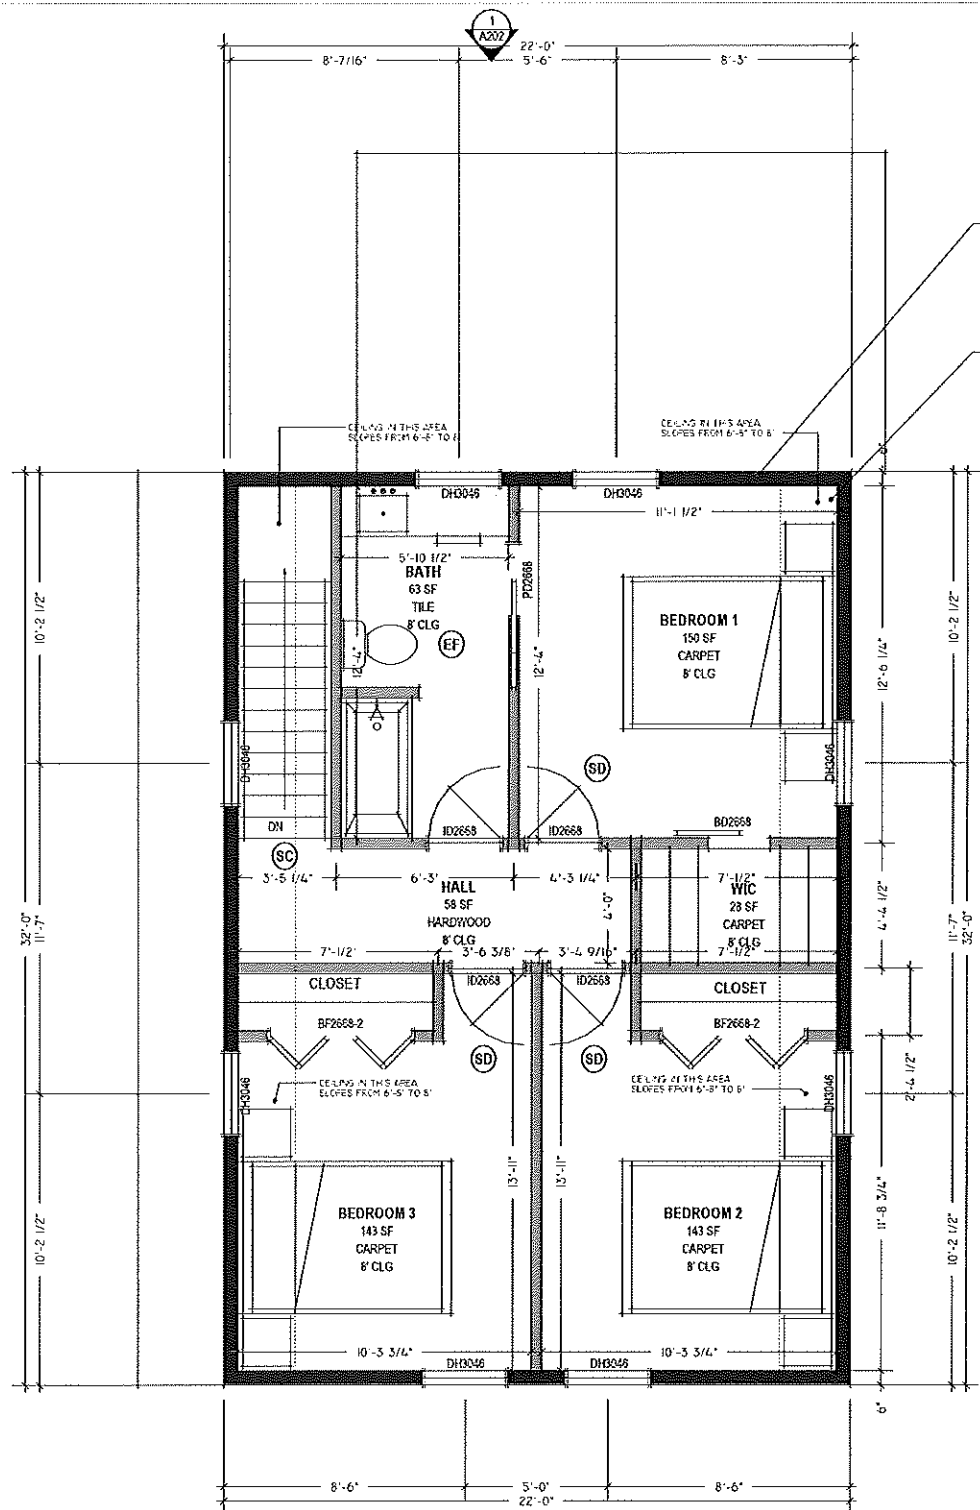 1
A202
22'-0"
8'-7/16"
5'-6"
8'-3"
CEILING IN THIS AREA
SLOPES FROM 6'-8" TO 8'
CEILING IN THIS AREA
SLOPES FROM 6'-8" TO 8'
6"
DH3046
DH3046
11'-1 1/2"
5'-10 1/2"
BATH
63 SF
TILE
8' CLG
EF
PD2668
12'-4"
12'-4"
BEDROOM 1
150 SF
CARPET
8' CLG
10'-2 1/2"
12'-6 1/4"
10'-2 1/2"
DH3046
DH3046
SD
DN
ID2668
ID2668
BD2668
SC
3'-5 1/4"
6'-3"
4'-3 1/4"
7'-1/2"
HALL
58 SF
HARDWOOD
8' CLG
4'-0"
WIC
28 SF
CARPET
8' CLG
32'-0"
11'-7"
4'-4 1/2"
11'-7"
32'-0"
7'-1/2"
3'-6 3/8"
3'-4 9/16"
7'-1/2"
CLOSET
ID2668
ID2668
CLOSET
BF2668-2
BF2668-2
SD
SD
2'-4 1/2"
DH3046
DH3046
CEILING IN THIS AREA
SLOPES FROM 6'-8" TO 8'
CEILING IN THIS AREA
SLOPES FROM 6'-8" TO 8'
13'-11"
13'-11"
BEDROOM 3
143 SF
CARPET
8' CLG
BEDROOM 2
143 SF
CARPET
8' CLG
10'-2 1/2"
11'-8 3/4"
10'-2 1/2"
10'-3 3/4"
10'-3 3/4"
DH3046
DH3046
6"
8'-6"
5'-0"
8'-6"
22'-0"